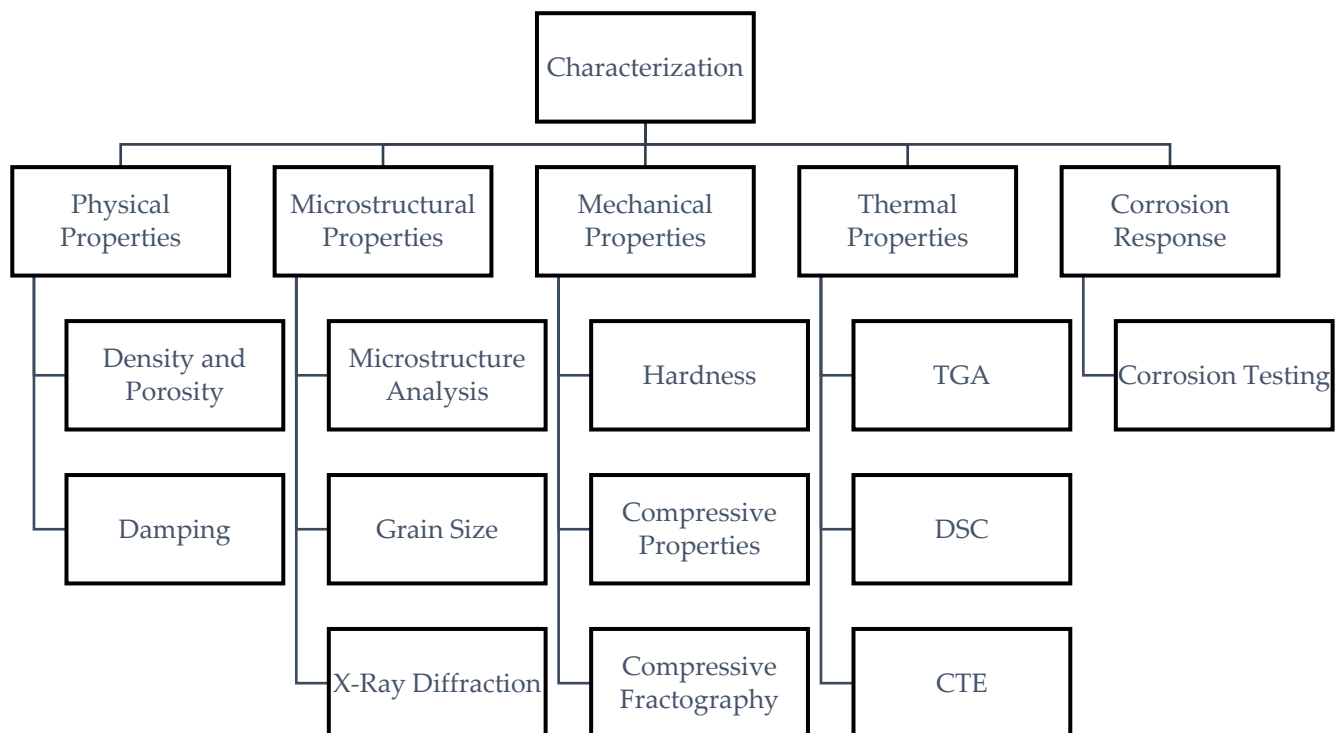 Characterization
Physical
Properties
Microstructural
Properties
Mechanical
Properties
Thermal
Properties
Corrosion
Response
Density and
Porosity
Microstructure
Analysis
Hardness
TGA
Corrosion Testing
Damping
Grain Size
Compressive
Properties
DSC
X-Ray Diffraction
Compressive
Fractography
CTE